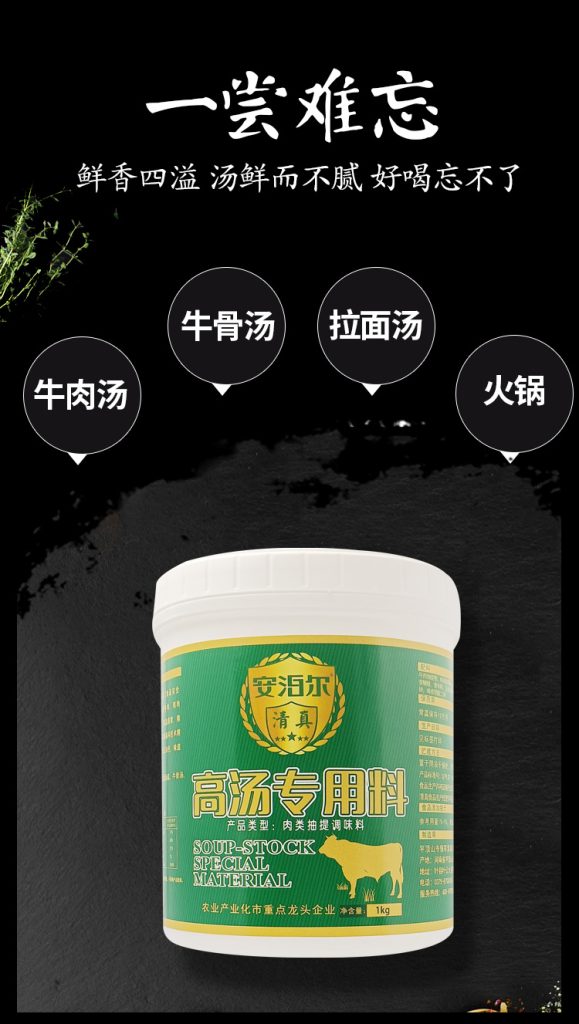 一尝难忘
鲜香四溢 汤鲜而不腻 好喝忘不了
牛骨汤
拉面汤
牛肉汤
火锅
安泊尔
清真
高汤专用料
产品类型：肉类抽提调味料
SOUP-STOCK
SPECIAL
MATERIAL
农业产业化市重点龙头企业
净含量：1kg